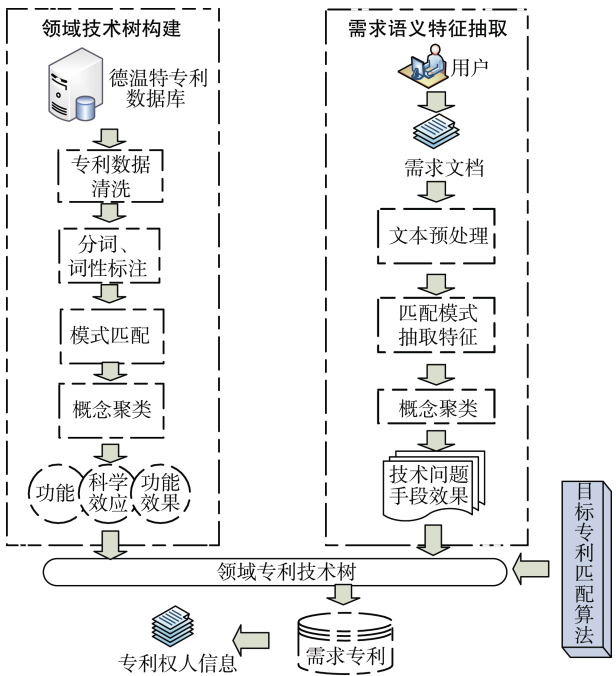 领域技术树构建
德温特专利
数据库
专利数据
清洗
分词、
词性标注
模式匹配
概念聚类
功能
科学
效应
功能
效果
需求语义特征抽取
用户
需求文档
文本预处理
匹配模式
抽取特征
概念聚类
技术问题
手段效果
目标专利匹配算法
领域专利技术树
需求专利
专利权人信息